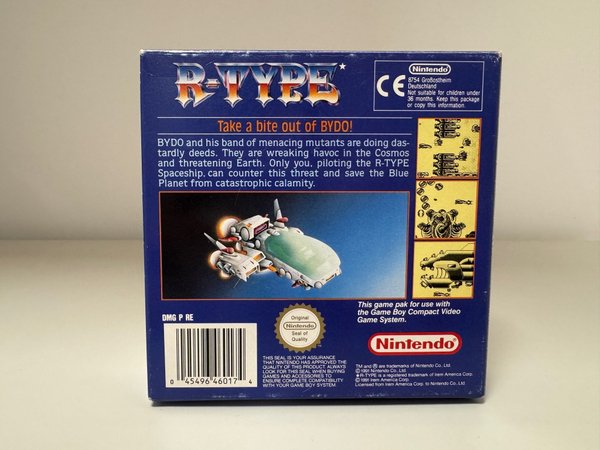 R-TYPE*
CE
Nintendo
8754 Großostheim
Deutschland
Not suitable for children under
36 months. Keep this package
or copy this information.
Take a bite out of BYDO!
BYDO and his band of menacing mutants are doing das-
tardly deeds. They are wreaking havoc in the Cosmos
and threatening Earth. Only you, piloting the R-TYPE
Spaceship, can counter this threat and save the Blue
Planet from catastrophic calamity.
This game pak for use with
the Game Boy Compact Video
Game System.
DMG P RE
Original
Nintendo
Seal of
Quality
Nintendo
THIS SEAL IS YOUR ASSURANCE
THAT NINTENDO HAS APPROVED THE
QUALITY OF THIS PRODUCT. ALWAYS
LOOK FOR THIS SEAL WHEN BUYING
GAMES AND ACCESSORIES TO
ENSURE COMPLETE COMPATIBILITY
WITH YOUR GAME BOY SYSTEM.
TM and ® are trademarks of Nintendo Co., Ltd.
© 1991 Nintendo Co., Ltd.
* R-TYPE is a registered trademark of Irem America Corp.
© 1991 Irem America Corp. to Nintendo Co., Ltd.
0 45496 46017 4